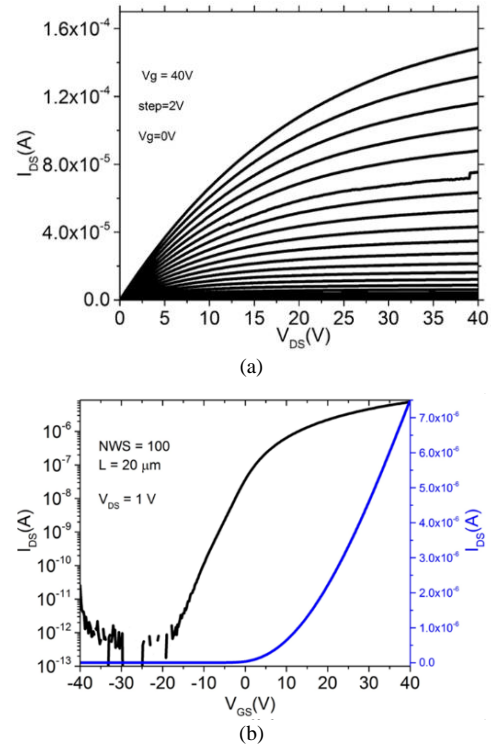 1.6x10⁻⁴
1.2x10⁻⁴
8.0x10⁻⁵
4.0x10⁻⁵
0.0
I_DS(A)
Vg = 40V
step=2V
Vg=0V
0 5 10 15 20 25 30 35 40
V_DS(V)
(a)
10⁻⁶
10⁻⁷
10⁻⁸
10⁻⁹
10⁻¹⁰
10⁻¹¹
10⁻¹²
10⁻¹³
I_DS(A)
NWS = 100
L = 20 μm
V_DS = 1 V
7.0x10⁻⁶
6.0x10⁻⁶
5.0x10⁻⁶
4.0x10⁻⁶
3.0x10⁻⁶
2.0x10⁻⁶
1.0x10⁻⁶
0.0
I_DS(A)
-40 -30 -20 -10 0 10 20 30 40
V_GS(V)
(b)